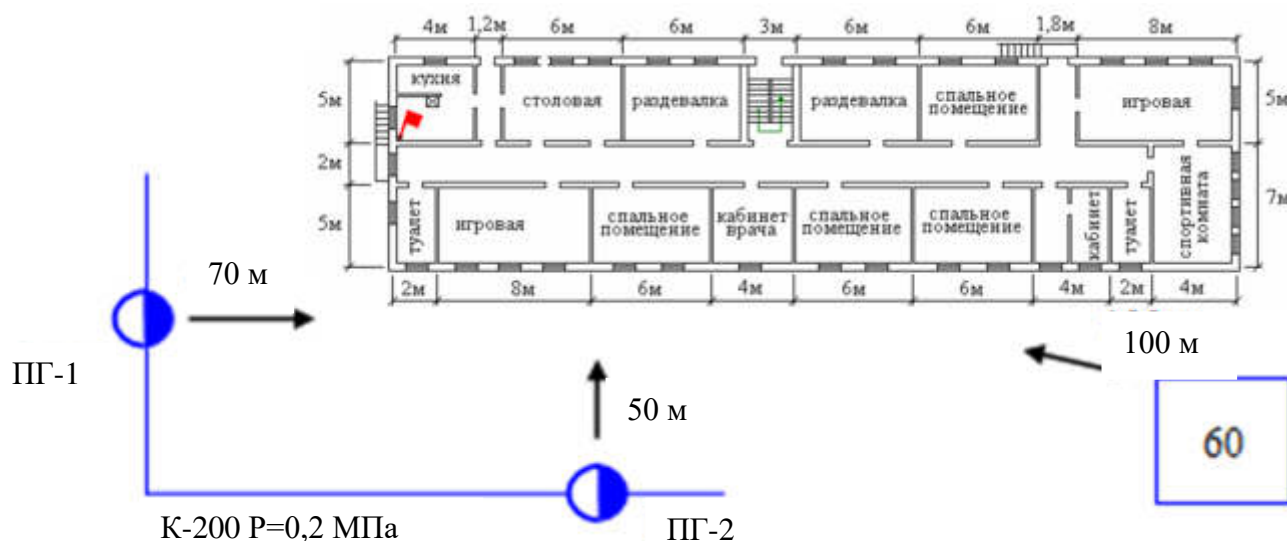 4м 1,2м 6м 6м 3м 6м 6м 1,8м 8м
5м
2м
5м
5м
7м
кухня
столовая
раздевалка
раздевалка
спальное
помещение
игровая
туалет
игровая
спальное
помещение
кабинет
врача
спальное
помещение
спальное
помещение
кабинет
туалет
спортивная
комната
2м 8м 6м 4м 6м 6м 4м 2м 4м
70 м
ПГ-1
50 м
100 м
60
К-200 Р=0,2 МПа
ПГ-2